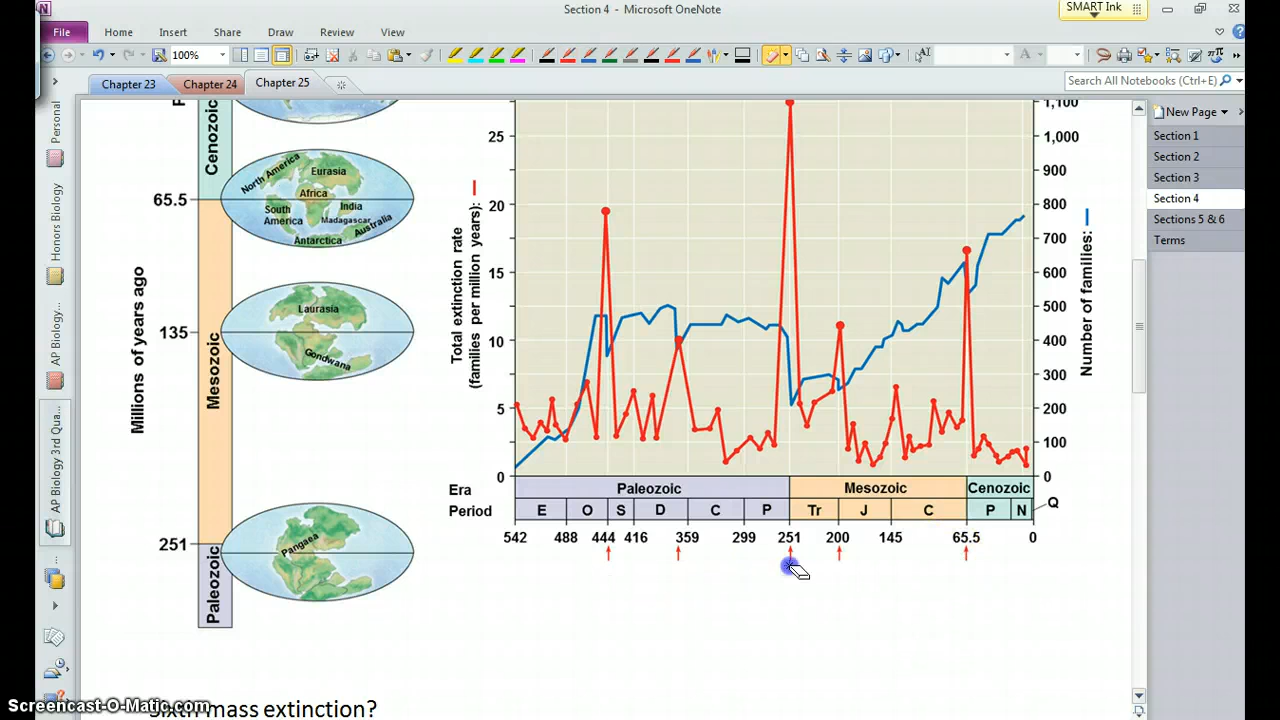 Section 4 - Microsoft OneNote
SMART Ink
File Home Insert Share Draw Review View
100%
Chapter 23 Chapter 24 Chapter 25
Search All Notebooks (Ctrl+E)
New Page
Section 1
Section 2
Section 3
Section 4
Sections 5 & 6
Terms
Personal
Honors Biology
AP Biology...
AP Biology 3rd Qua...
Millions of years ago
Cenozoic
Mesozoic
Paleozoic
65.5
135
251
North America
Eurasia
Africa
South America
India
Madagascar
Australia
Antarctica
Laurasia
Gondwana
Pangaea
Total extinction rate
(families per million years):
25
20
15
10
5
0
1,100
1,000
900
800
700
600
500
400
300
200
100
0
Number of families:
Era Paleozoic Mesozoic Cenozoic
Period E O S D C P Tr J C P N Q
542 488 444 416 359 299 251 200 145 65.5 0
Sixth mass extinction?
Screencast-O-Matic.com